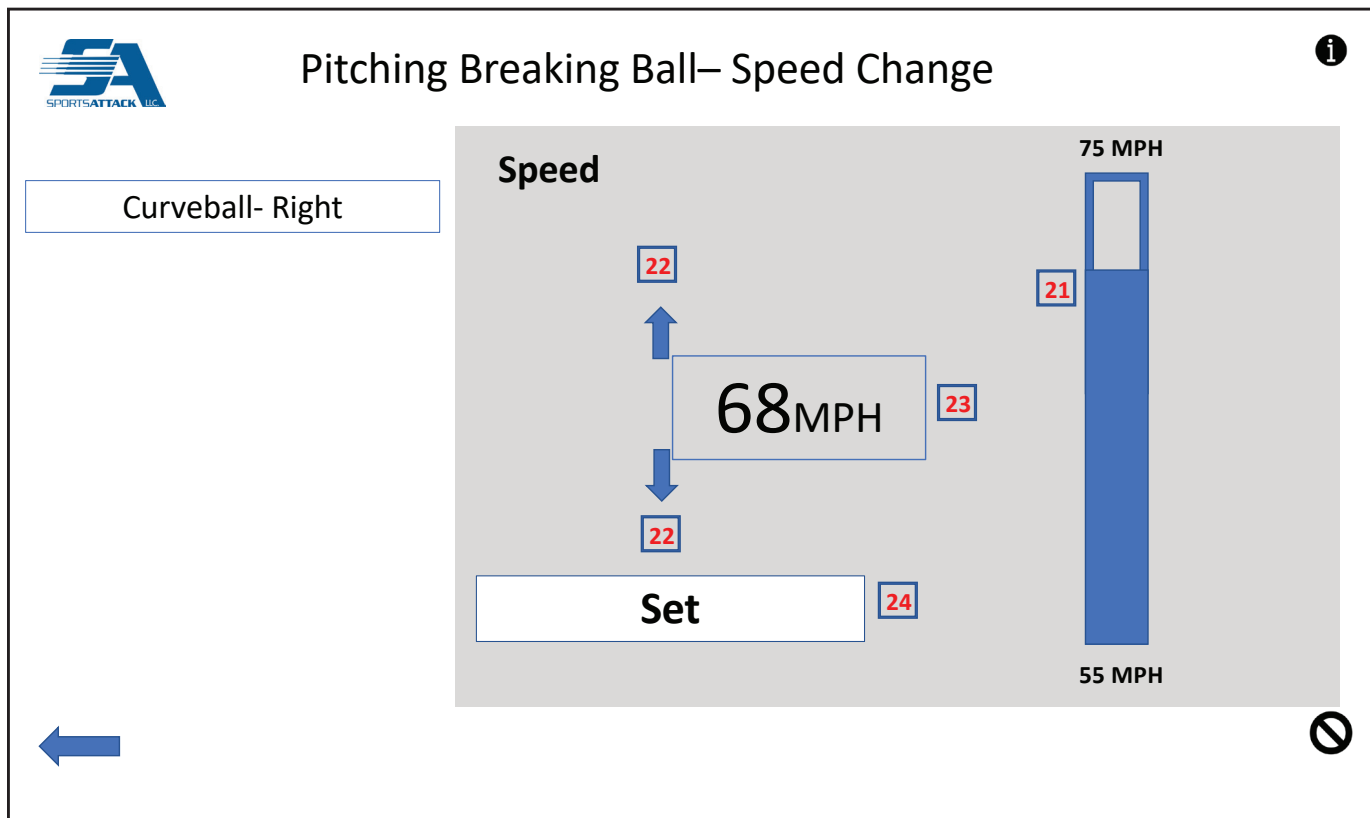 SA
SPORTSATTACK LLC.
Pitching Breaking Ball– Speed Change
i
Curveball- Right
Speed
75 MPH
22
21
68MPH
23
22
Set
24
55 MPH